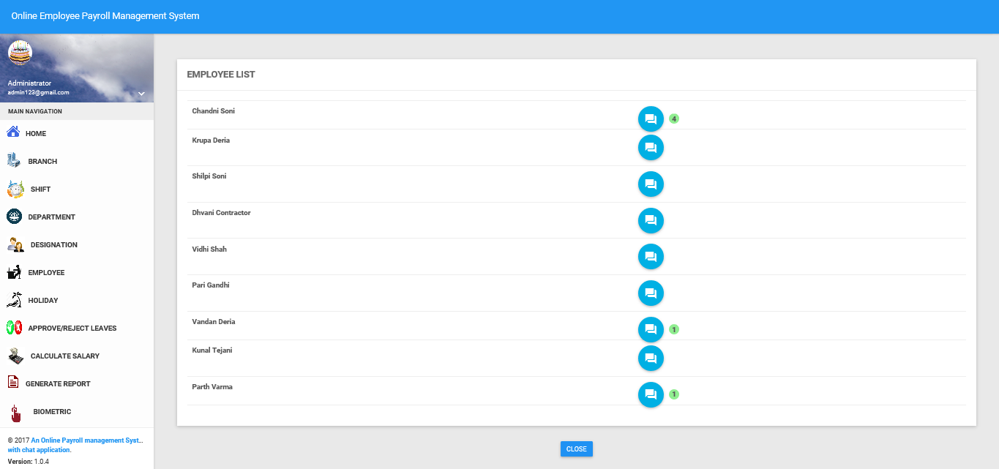 Online Employee Payroll Management System
Administrator
admin123@gmail.com
MAIN NAVIGATION
HOME
BRANCH
SHIFT
DEPARTMENT
DESIGNATION
EMPLOYEE
HOLIDAY
APPROVE/REJECT LEAVES
CALCULATE SALARY
GENERATE REPORT
BIOMETRIC
© 2017 An Online Payroll management Syst...
with chat application.
Version: 1.0.4
EMPLOYEE LIST
Chandni Soni 4
Krupa Deria
Shilpi Soni
Dhvani Contractor
Vidhi Shah
Pari Gandhi
Vandan Deria 1
Kunal Tejani
Parth Varma 1
CLOSE